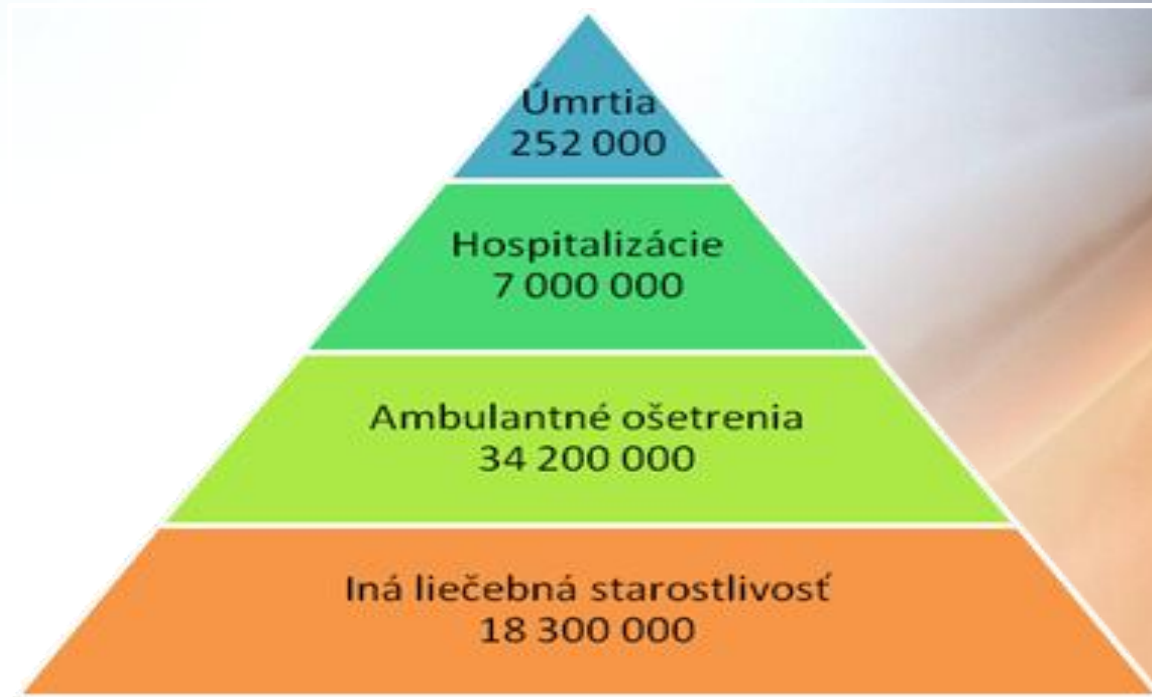 Úmrtia
252 000
Hospitalizácie
7 000 000
Ambulantné ošetrenia
34 200 000
Iná liečebná starostlivosť
18 300 000